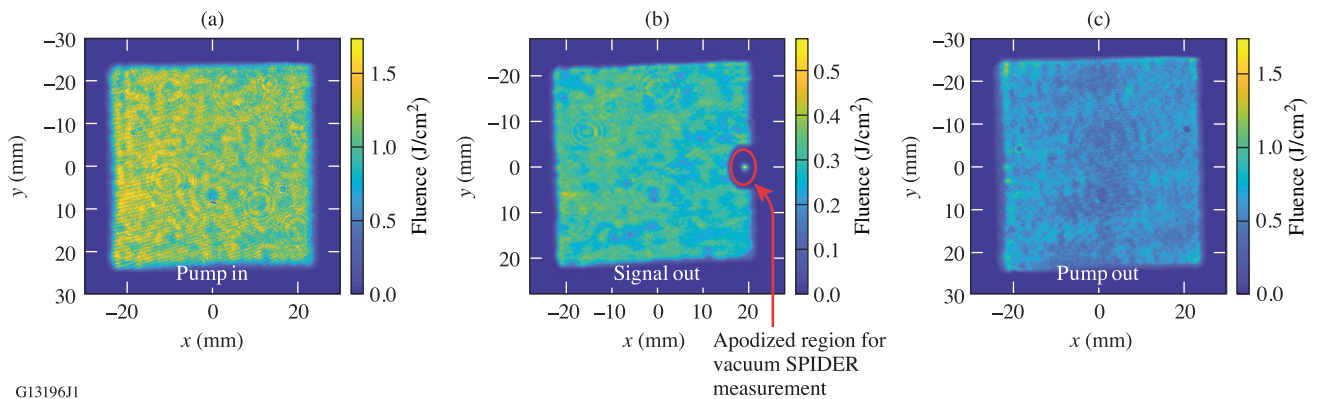 (a)
(b)
(c)
−30
−20
−10
0
10
20
30
y (mm)
−20
0
20
x (mm)
Pump in
1.5
1.0
0.5
0.0
Fluence (J/cm²)
−20
−10
0
10
20
y (mm)
−20
−10
0
10
20
x (mm)
Signal out
0.5
0.4
0.3
0.2
0.1
0.0
Fluence (J/cm²)
Apodized region for
vacuum SPIDER
measurement
−30
−20
−10
0
10
20
30
y (mm)
−20
0
20
x (mm)
Pump out
1.5
1.0
0.5
0.0
Fluence (J/cm²)
G13196J1